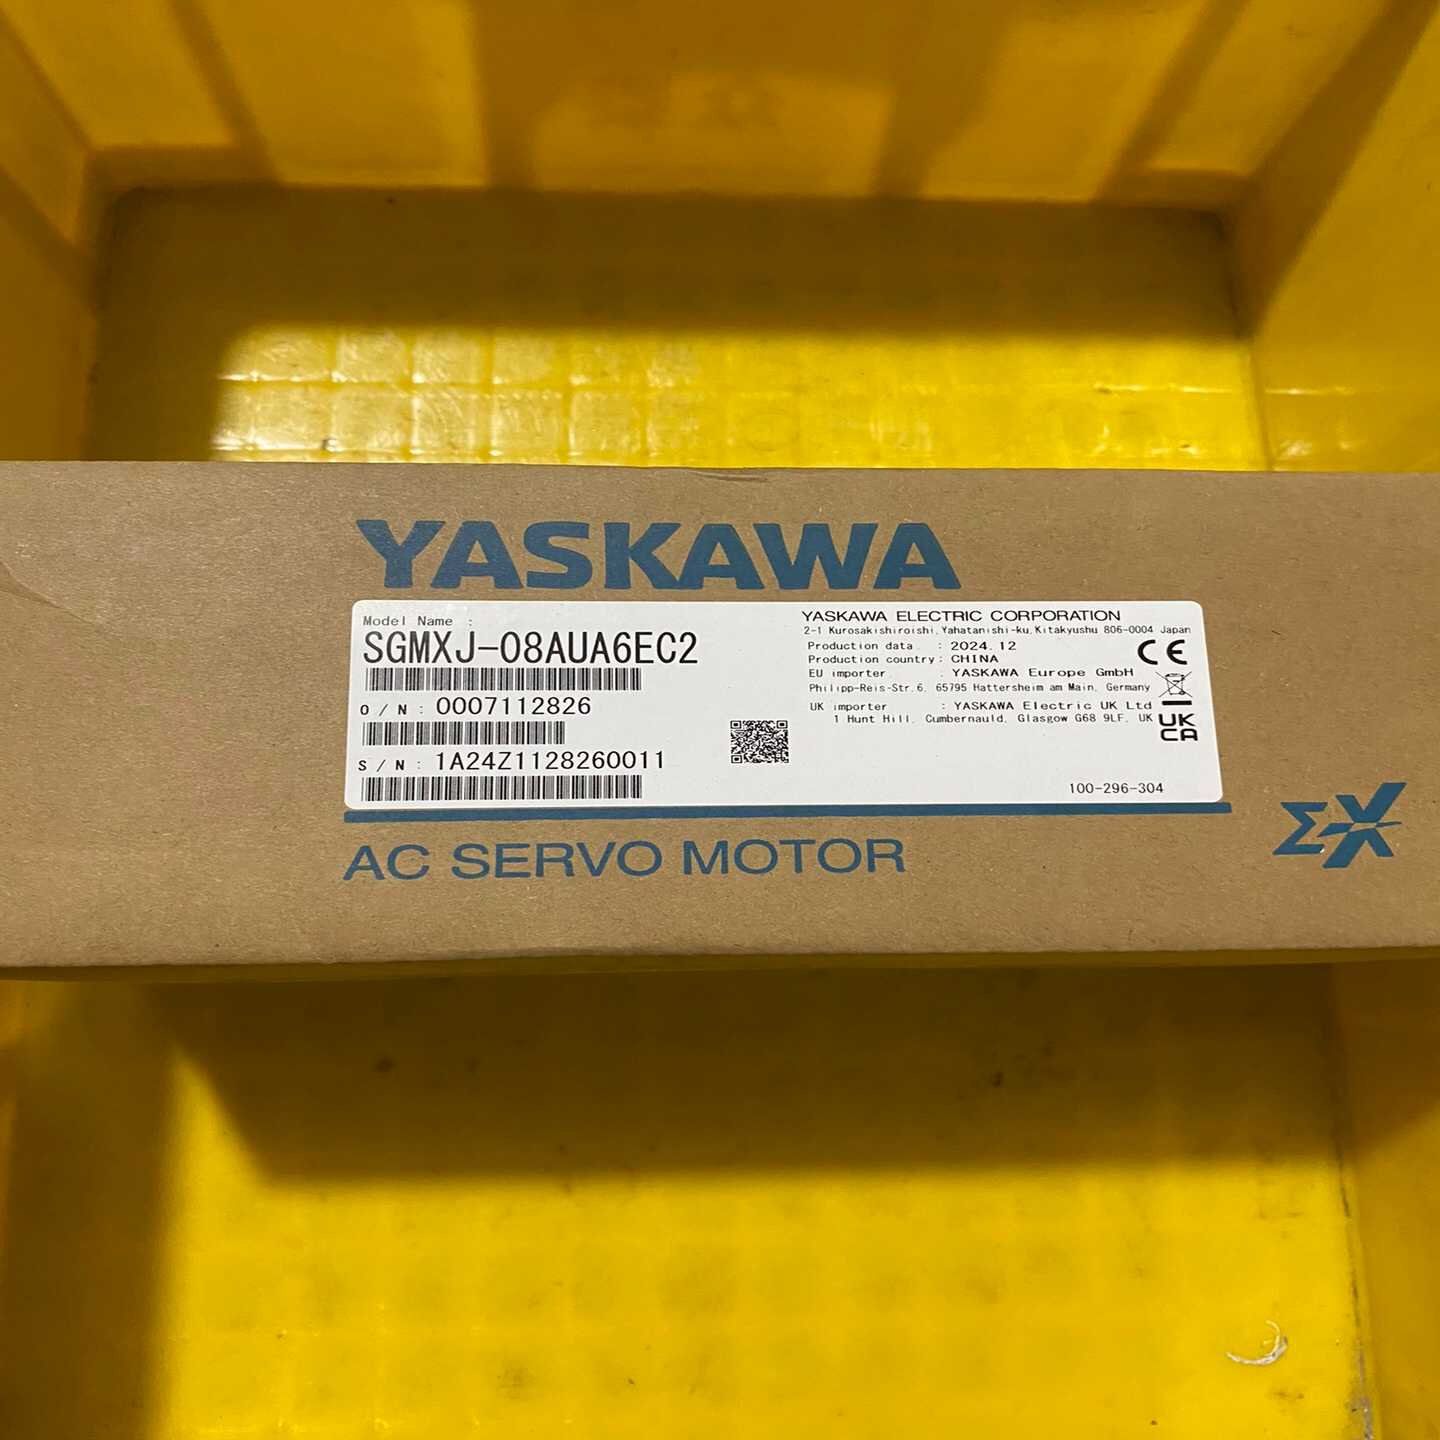 YASKAWA
Model Name :
SGMXJ-08AUA6EC2
O / N : 0007112826
S / N : 1A24Z1128260011
YASKAWA ELECTRIC CORPORATION
2-1 Kurosakishiroishi, Yahatanishi-ku, Kitakyushu 806-0004 Japan
Production data : 2024.12
Production country : CHINA
EU importer : YASKAWA Europe GmbH
Philipp-Reis-Str.6, 65795 Hattersheim am Main, Germany
UK importer : YASKAWA Electric UK Ltd
1 Hunt Hill, Cumbernauld, Glasgow G68 9LF, UK
CE
UK
CA
100-296-304
AC SERVO MOTOR
Σ-X